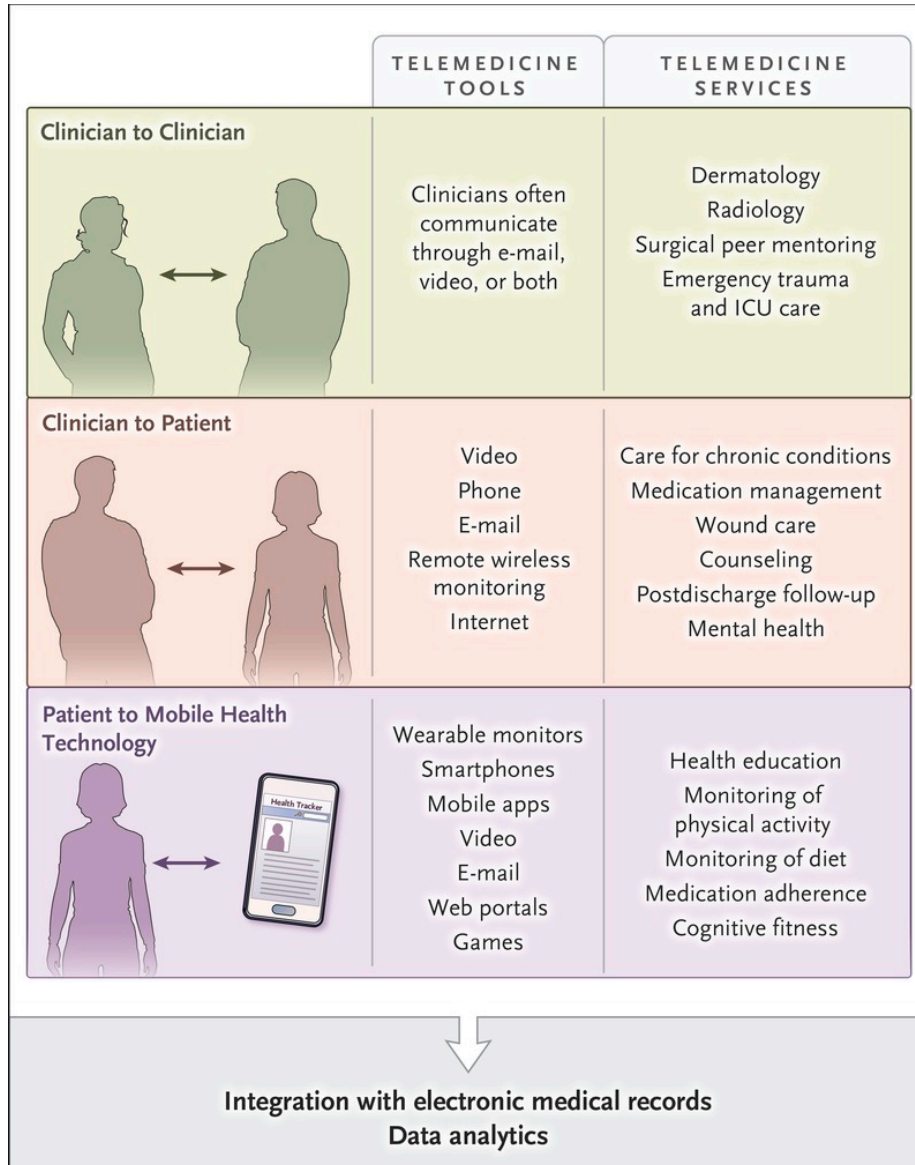 TELEMEDICINE
TOOLS
TELEMEDICINE
SERVICES
Clinician to Clinician
Clinicians often
communicate
through e-mail,
video, or both
Dermatology
Radiology
Surgical peer mentoring
Emergency trauma
and ICU care
Clinician to Patient
Video
Phone
E-mail
Remote wireless
monitoring
Internet
Care for chronic conditions
Medication management
Wound care
Counseling
Postdischarge follow-up
Mental health
Patient to Mobile Health
Technology
Health Tracker
Wearable monitors
Smartphones
Mobile apps
Video
E-mail
Web portals
Games
Health education
Monitoring of
physical activity
Monitoring of diet
Medication adherence
Cognitive fitness
Integration with electronic medical records
Data analytics